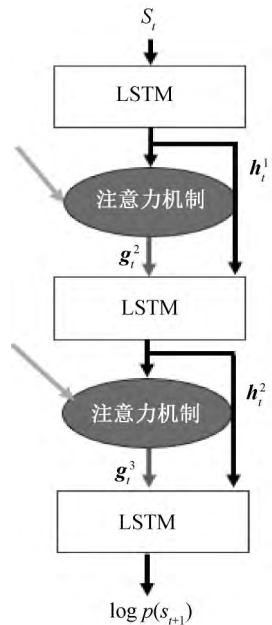 S_t
LSTM
h_t^1
注意力机制
g_t^2
LSTM
h_t^2
注意力机制
g_t^3
LSTM
log p(s_{t+1})